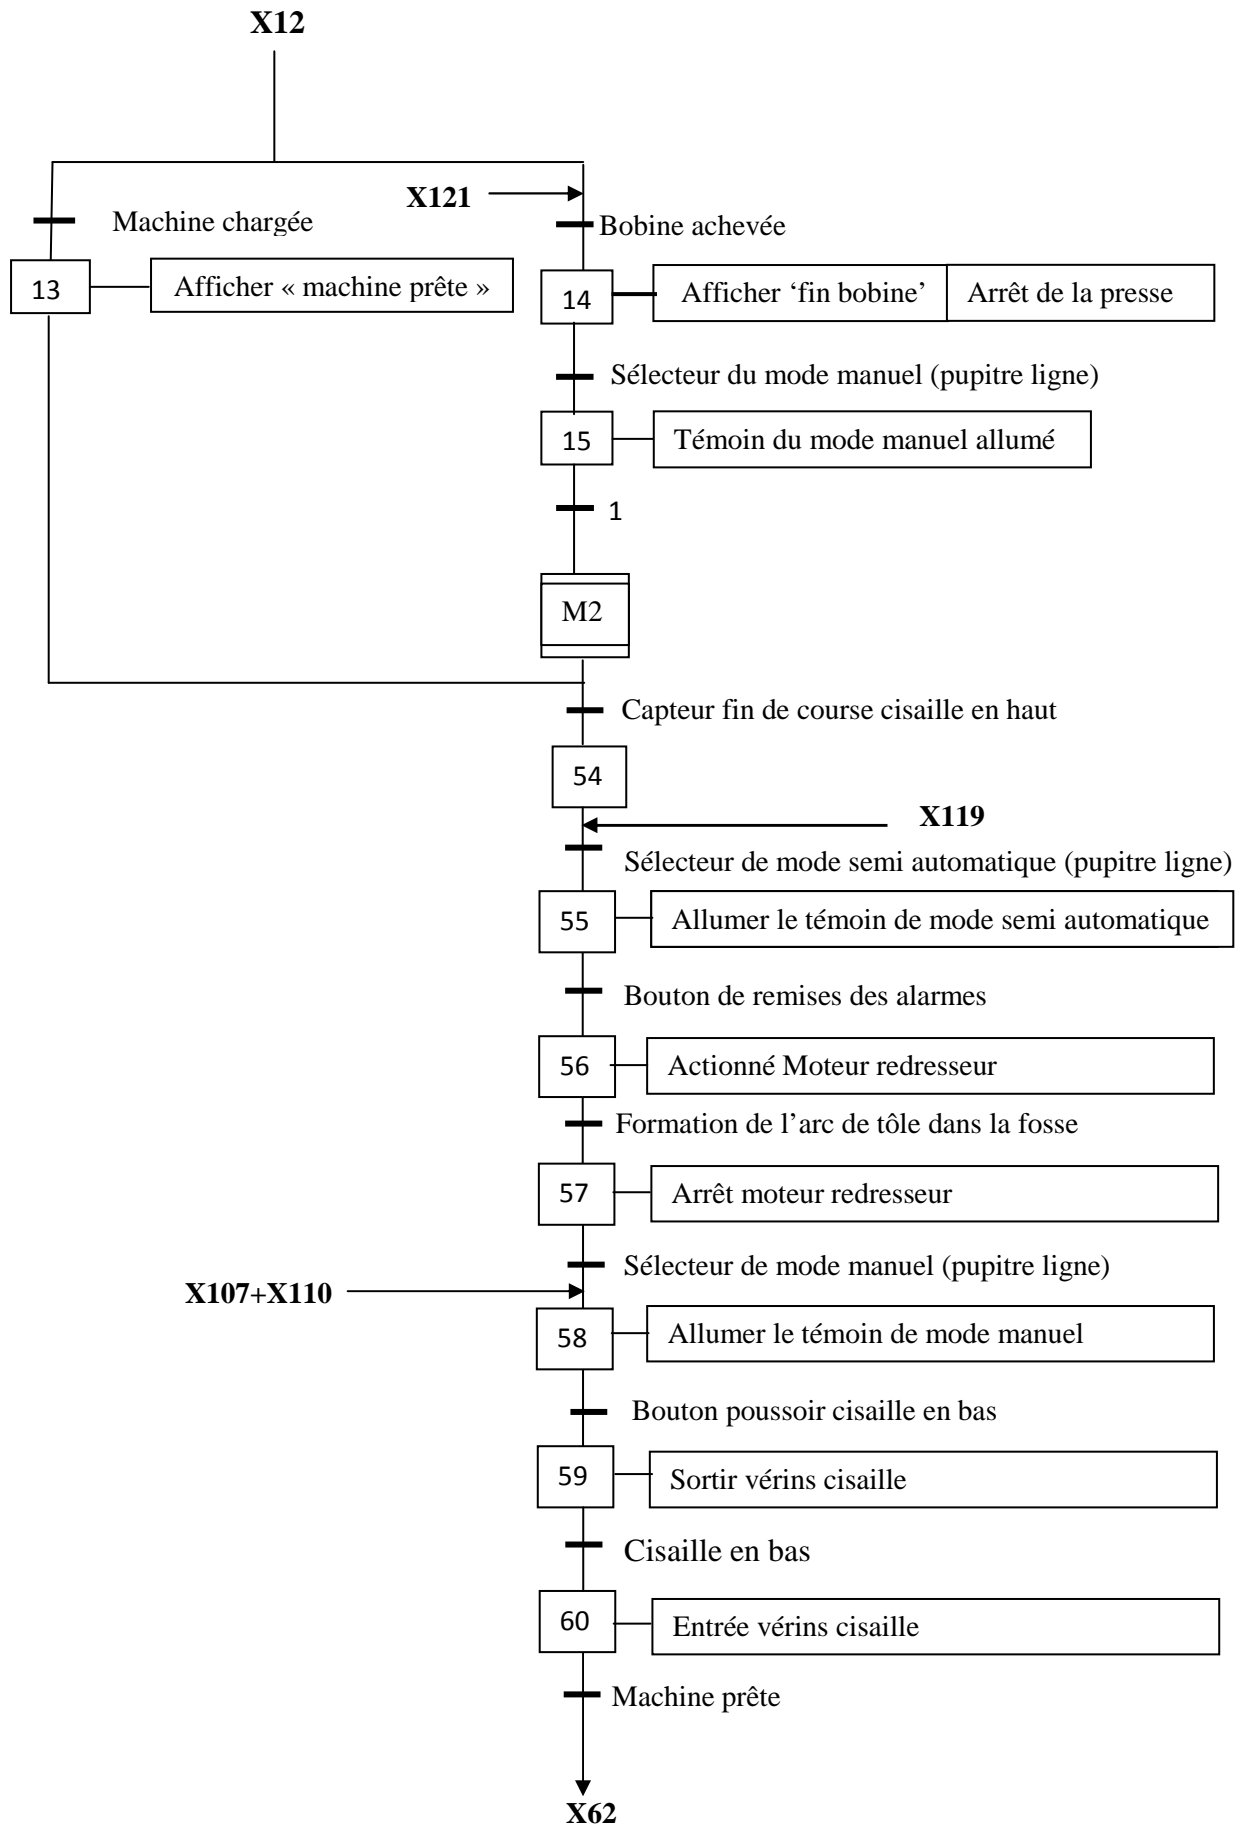 X12
X121
Machine chargée
Bobine achevée
13
Afficher « machine prête »
14
Afficher ‘fin bobine’
Arrêt de la presse
Sélecteur du mode manuel (pupitre ligne)
15
Témoin du mode manuel allumé
1
M2
Capteur fin de course cisaille en haut
54
X119
Sélecteur de mode semi automatique (pupitre ligne)
55
Allumer le témoin de mode semi automatique
Bouton de remises des alarmes
56
Actionné Moteur redresseur
Formation de l’arc de tôle dans la fosse
57
Arrêt moteur redresseur
Sélecteur de mode manuel (pupitre ligne)
X107+X110
58
Allumer le témoin de mode manuel
Bouton poussoir cisaille en bas
59
Sortir vérins cisaille
Cisaille en bas
60
Entrée vérins cisaille
Machine prête
X62